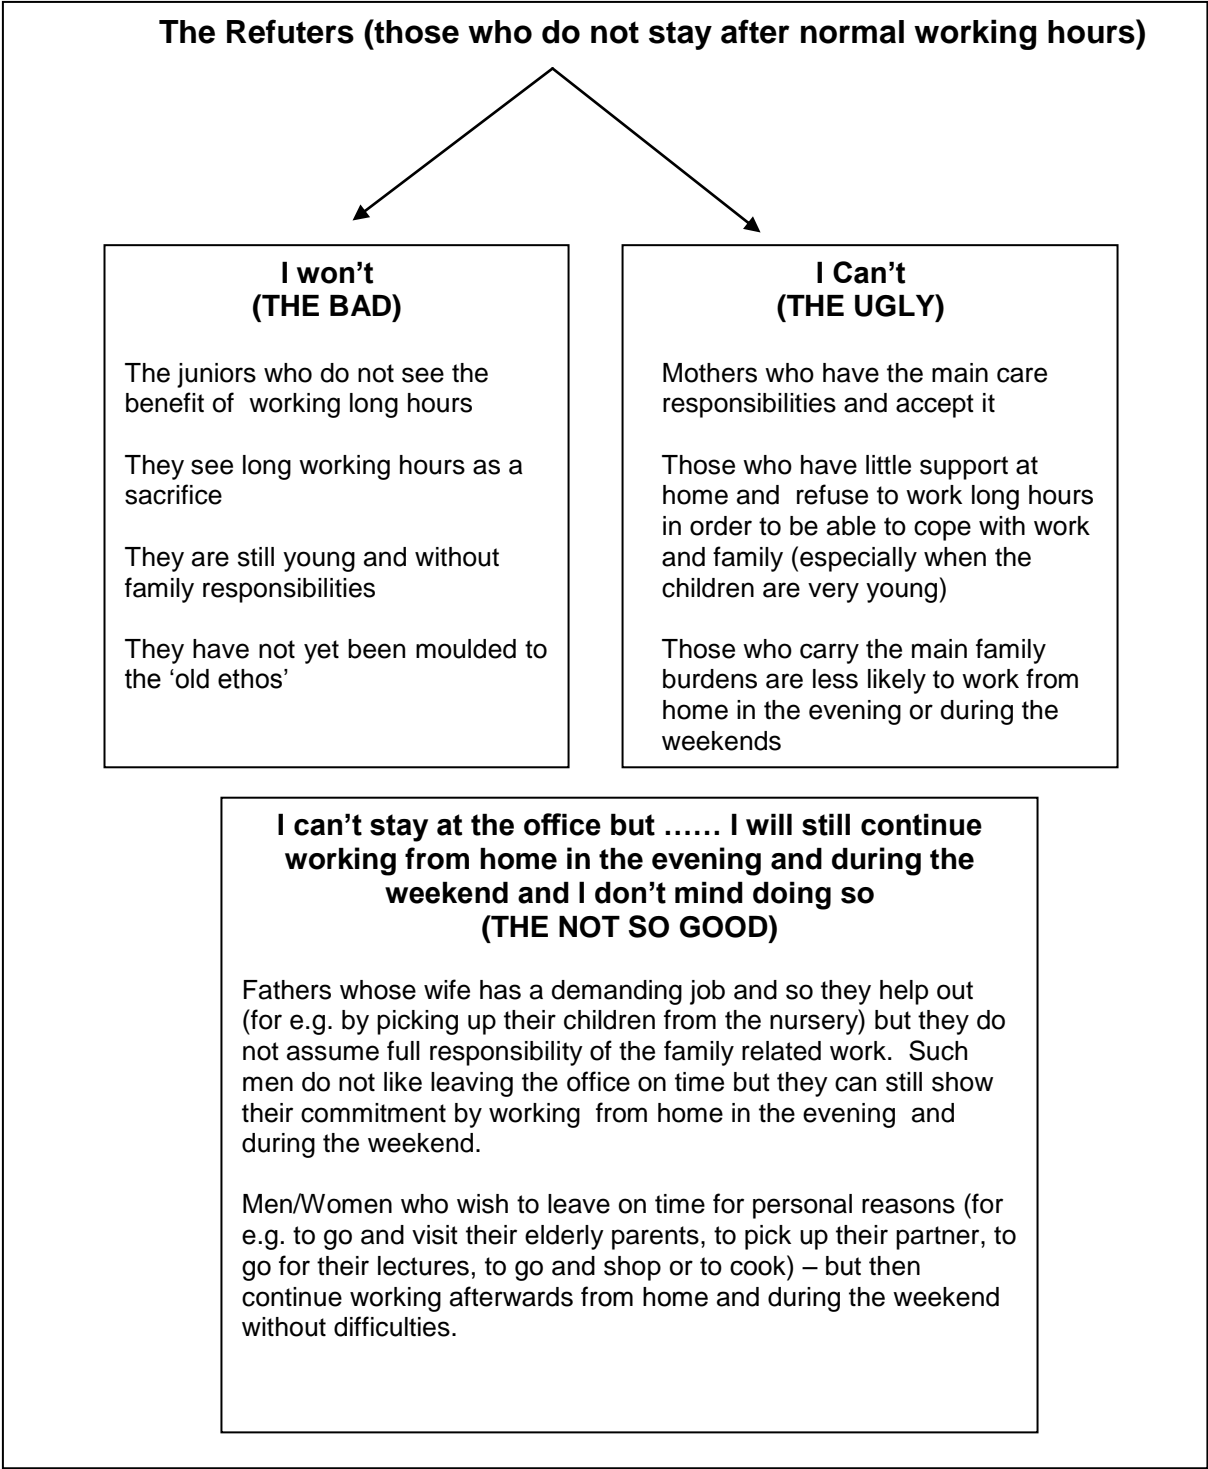 The Refuters (those who do not stay after normal working hours)
I won’t
(THE BAD)
The juniors who do not see the
benefit of  working long hours
They see long working hours as a
sacrifice
They are still young and without
family responsibilities
They have not yet been moulded to
the ‘old ethos’
I Can’t
(THE UGLY)
Mothers who have the main care
responsibilities and accept it
Those who have little support at
home and  refuse to work long hours
in order to be able to cope with work
and family (especially when the
children are very young)
Those who carry the main family
burdens are less likely to work from
home in the evening or during the
weekends
I can’t stay at the office but …… I will still continue
working from home in the evening and during the
weekend and I don’t mind doing so
(THE NOT SO GOOD)
Fathers whose wife has a demanding job and so they help out
(for e.g. by picking up their children from the nursery) but they do
not assume full responsibility of the family related work.  Such
men do not like leaving the office on time but they can still show
their commitment by working  from home in the evening  and
during the weekend.
Men/Women who wish to leave on time for personal reasons (for
e.g. to go and visit their elderly parents, to pick up their partner, to
go for their lectures, to go and shop or to cook) – but then
continue working afterwards from home and during the weekend
without difficulties.